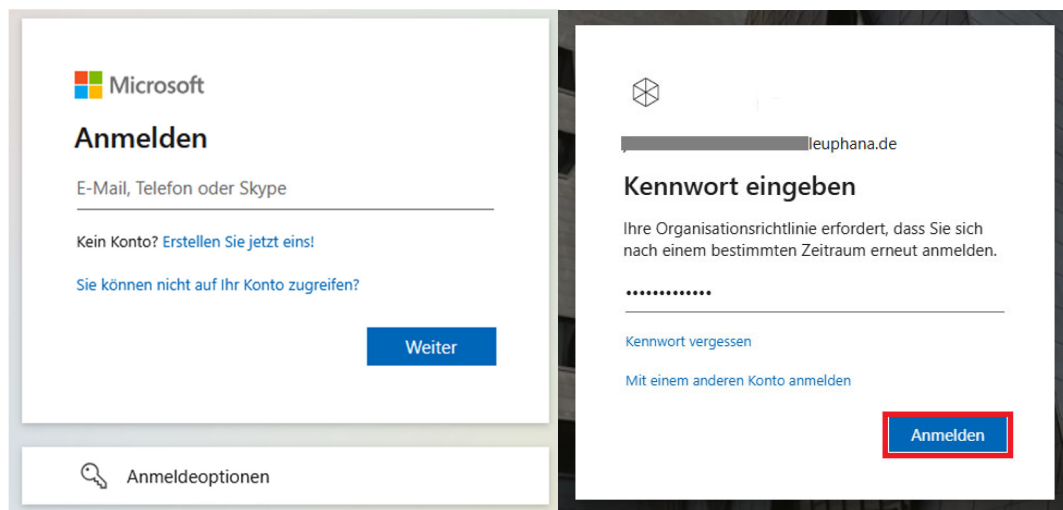 Microsoft
Anmelden
E-Mail, Telefon oder Skype
Kein Konto? Erstellen Sie jetzt eins!
Sie können nicht auf Ihr Konto zugreifen?
Weiter
Anmeldeoptionen
leuphana.de
Kennwort eingeben
Ihre Organisationsrichtlinie erfordert, dass Sie sich
nach einem bestimmten Zeitraum erneut anmelden.
•••••••••••••
Kennwort vergessen
Mit einem anderen Konto anmelden
Anmelden